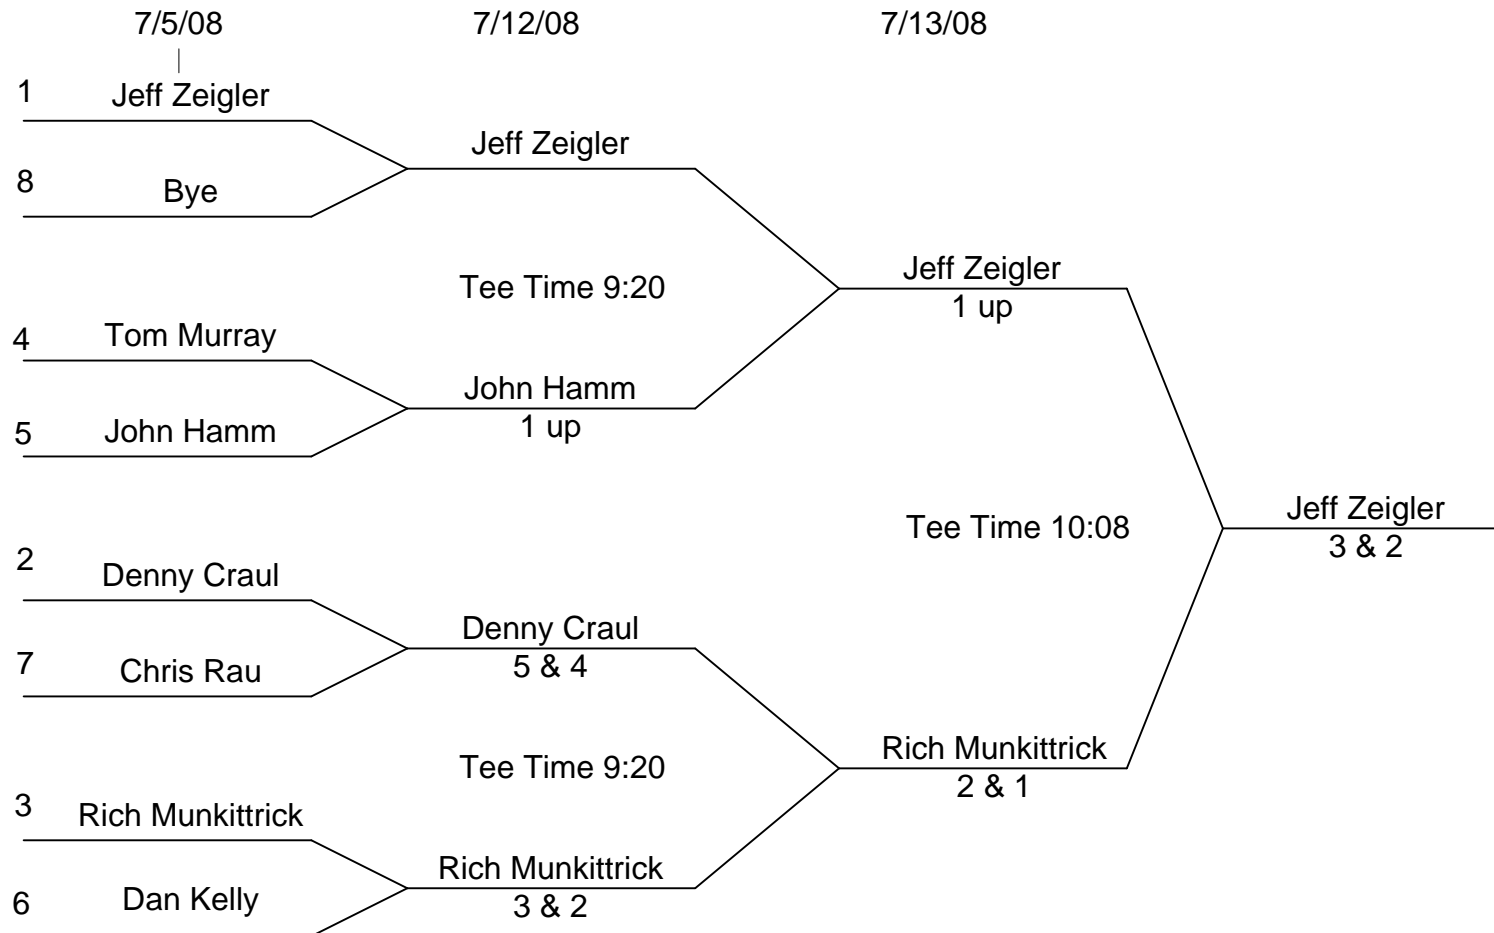 7/5/08 7/12/08 7/13/08
1 Jeff Zeigler
Jeff Zeigler
8 Bye
Tee Time 9:20
Jeff Zeigler
1 up
4 Tom Murray
John Hamm
1 up
5 John Hamm
Tee Time 10:08
Jeff Zeigler
3 & 2
2 Denny Craul
Denny Craul
5 & 4
7 Chris Rau
Tee Time 9:20
Rich Munkittrick
2 & 1
3 Rich Munkittrick
Rich Munkittrick
3 & 2
6 Dan Kelly